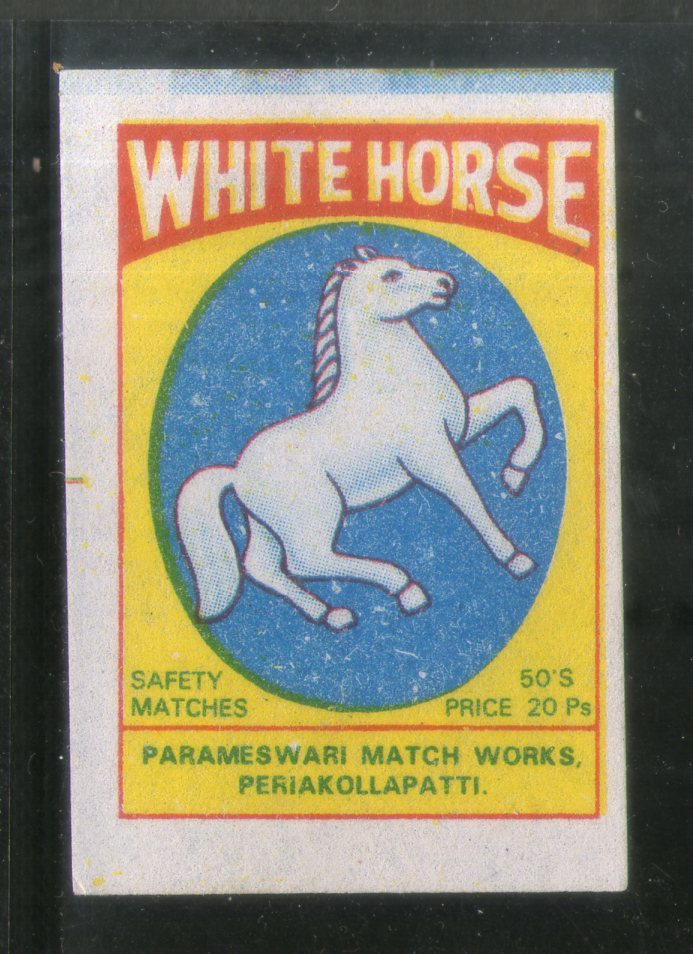 WHITE HORSE
SAFETY
MATCHES
50'S
PRICE 20 Ps
PARAMESWARI MATCH WORKS,
PERIAKOLLAPATTI.